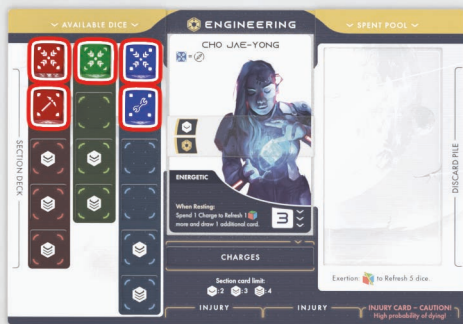 AVAILABLE DICE
ENGINEERING
SPENT POOL
CHO JAE-YONG
=
SECTION DECK
DISCARD PILE
ENERGETIC
When Resting:
Spend 1 Charge to Refresh 1
more and draw 1 additional card.
3
CHARGES
Section card limit:
:2 :3 :4
Exertion: to Refresh 5 dice.
INJURY
INJURY
INJURY CARD – CAUTION!
High probability of dying!